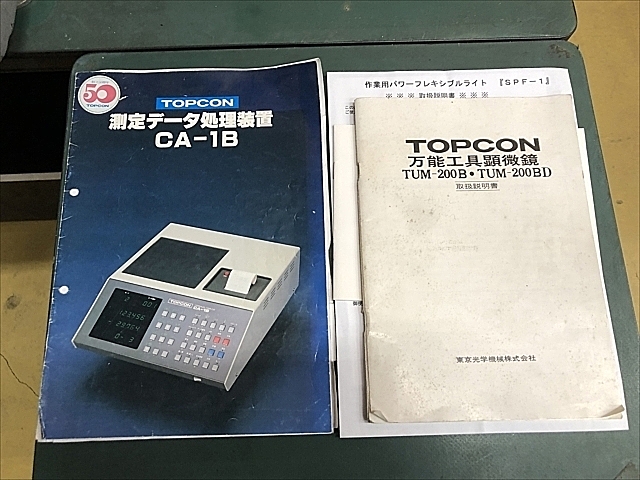 50
TOPCON
TOPCON
測定データ処理装置
CA-1B
TOPCON
CA-1B
作業用パワーフレキシブルライト 『SPF-1』
※ ※ ※ 取扱説明書 ※ ※ ※
TOPCON
万能工具顕微鏡
TUM-200B・TUM-200BD
取扱説明書
東京光学機械株式会社